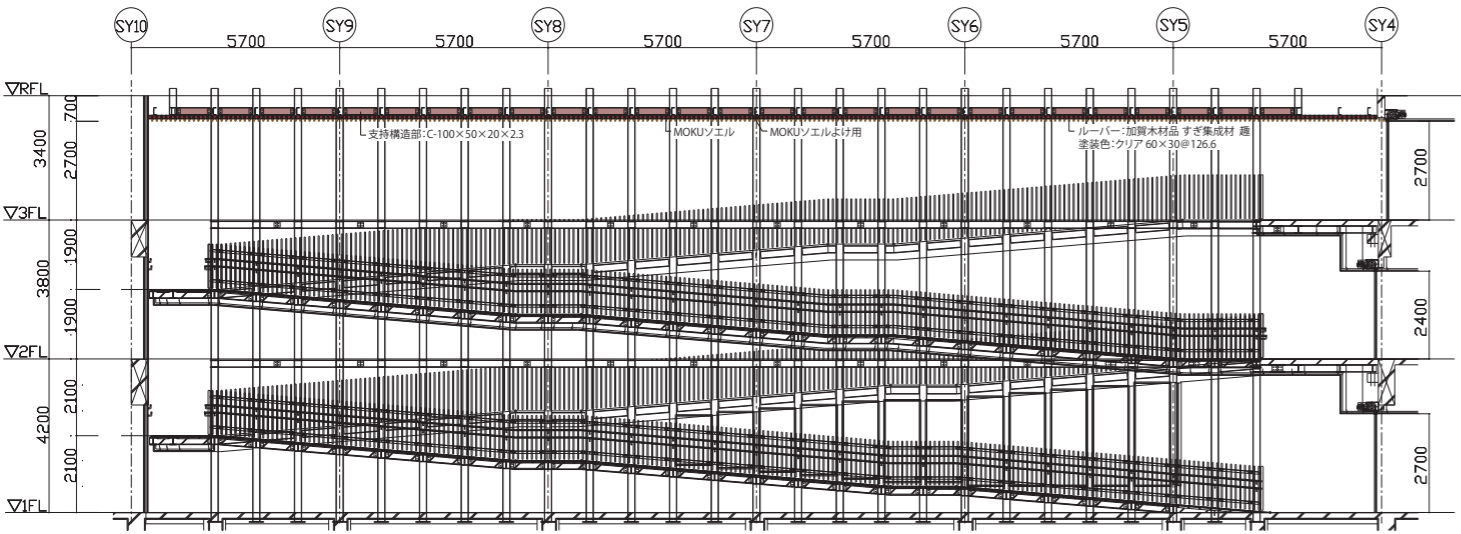 SY10 SY9 SY8 SY7 SY6 SY5 SY4
5700 5700 5700 5700 5700 5700
▽RFL
700
3400
2700
支持構造部:C-100×50×20×2.3
MOKUソエル
MOKUソエルよけ用
ルーバー:加賀木材品 すぎ集成材 趣
塗装色:クリア 60×30@126.6
2700
▽3FL
1900
3800
1900
2400
▽2FL
2100
4200
2100
2700
▽1FL